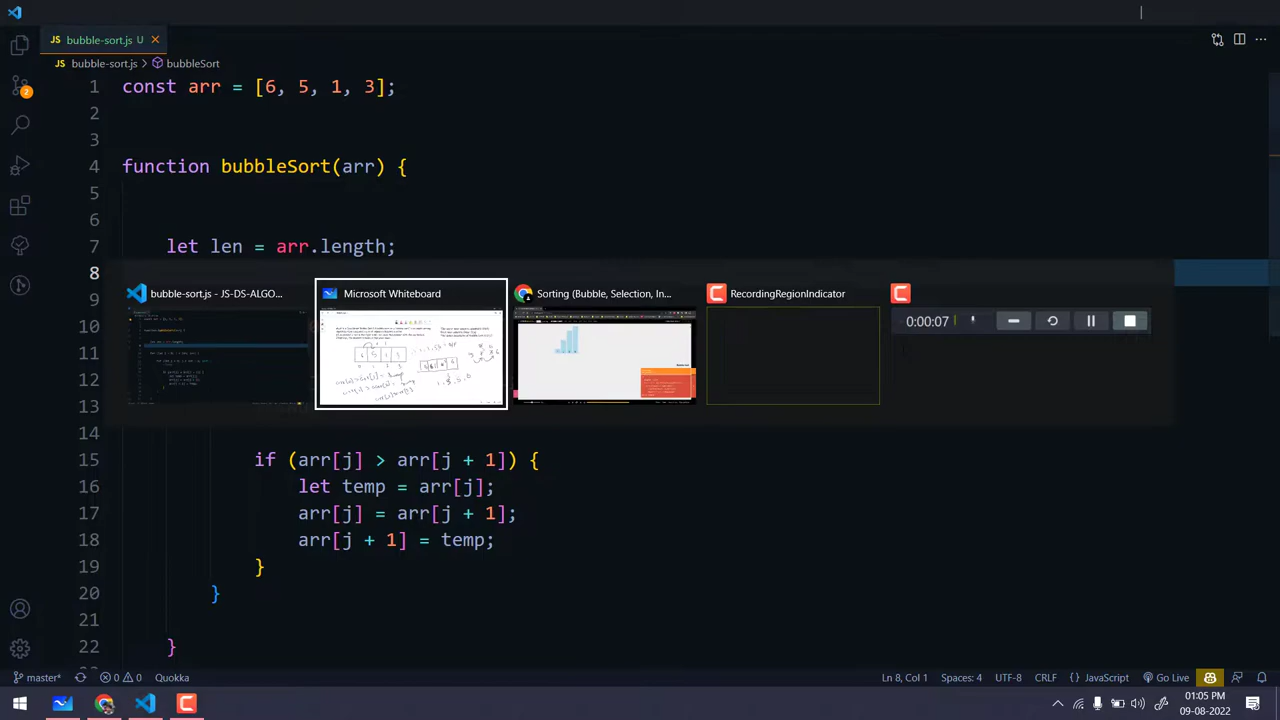 JS bubble-sort.js U
JS bubble-sort.js > bubbleSort
1 const arr = [6, 5, 1, 3];
2
3
4 function bubbleSort(arr) {
5
6
7 let len = arr.length;
8
bubble-sort.js - JS-DS-ALGO...
Microsoft Whiteboard
Sorting (Bubble, Selection, In...
RecordingRegionIndicator
0:00:07
9
10
11
12
13
14
15 if (arr[j] > arr[j + 1]) {
16 let temp = arr[j];
17 arr[j] = arr[j + 1];
18 arr[j + 1] = temp;
19 }
20 }
21
22 }
master* 0 0 Quokka Ln 8, Col 1 Spaces: 4 UTF-8 CRLF {} JavaScript Go Live
01:05 PM
09-08-2022